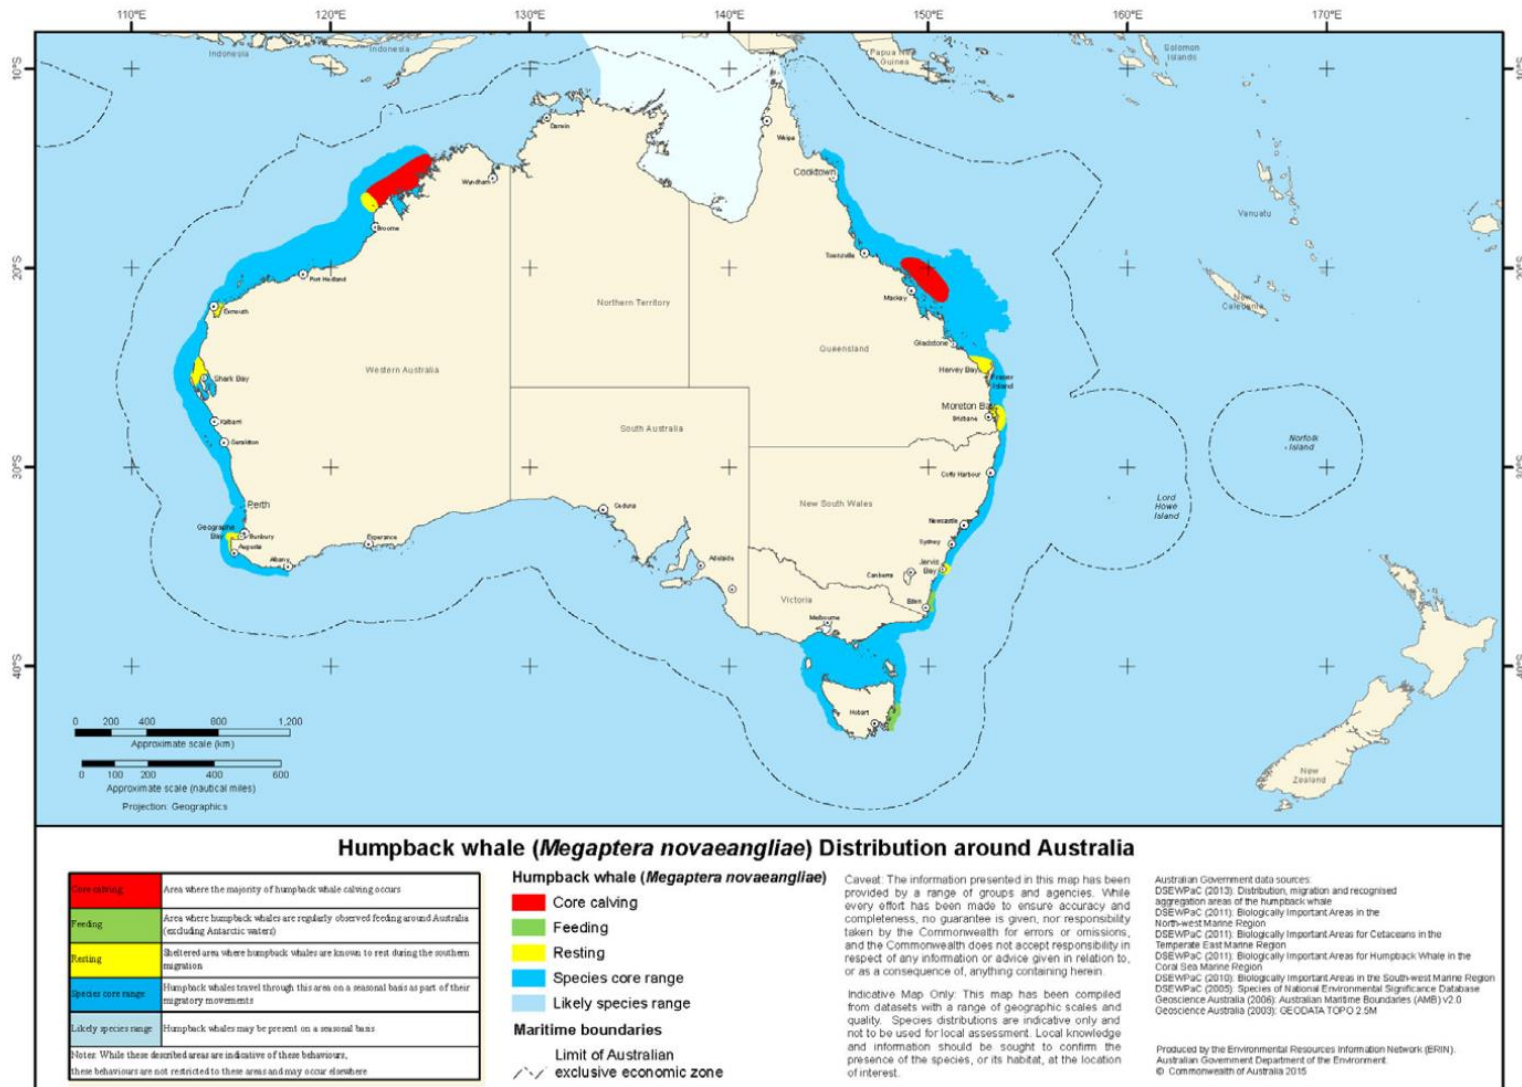 110°E 120°E 130°E 140°E 150°E 160°E 170°E
10°S
20°S
30°S
40°S
10°S
20°S
30°S
40°S
Indonesia
Indonesia
Papua New
Guinea
Solomon
Islands
Darwin
Weipa
Wyndham
Cooktown
Broome
Vanuatu
Port Hedland
Townsville
Exmouth
Northern Territory
Mackay
New
Caledonia
Western Australia
Queensland
Gladstone
Shark Bay
Hervey Bay
Fraser
Island
Kalbarri
Moreton Bay
Brisbane
South Australia
Geraldton
Norfolk
Island
Coffs Harbour
Perth
Ceduna
New South Wales
Lord
Howe
Island
Geographe
Bay
Bunbury
Augusta
Albany
Esperance
Newcastle
Sydney
Adelaide
Jervis
Bay
Canberra
Victoria
Eden
Melbourne
Hobart
New
Zealand
0 200 400 800 1,200
Approximate scale (km)
0 100 200 400 600
Approximate scale (nautical miles)
Projection: Geographics
Humpback whale (Megaptera novaeangliae) Distribution around Australia
Core calving Area where the majority of humpback whale calving occurs
Feeding Area where humpback whales are regularly observed feeding around Australia
(excluding Antarctic waters)
Resting Sheltered area where humpback whales are known to rest during the southern
migration
Species core range Humpback whales travel through this area on a seasonal basis as part of their
migratory movements
Likely species range Humpback whales may be present on a seasonal basis
Notes: While these described areas are indicative of these behaviours,
these behaviours are not restricted to these areas and may occur elsewhere
Humpback whale (Megaptera novaeangliae)
Core calving
Feeding
Resting
Species core range
Likely species range
Maritime boundaries
Limit of Australian
exclusive economic zone
Caveat: The information presented in this map has been
provided by a range of groups and agencies. While
every effort has been made to ensure accuracy and
completeness, no guarantee is given, nor responsibility
taken by the Commonwealth for errors or omissions,
and the Commonwealth does not accept responsibility in
respect of any information or advice given in relation to,
or as a consequence of, anything containing herein.
Indicative Map Only: This map has been compiled
from datasets with a range of geographic scales and
quality. Species distributions are indicative only and
not to be used for local assessment. Local knowledge
and information should be sought to confirm the
presence of the species, or its habitat, at the location
of interest.
Australian Government data sources:
DSEWPaC (2013): Distribution, migration and recognised
aggregation areas of the humpback whale
DSEWPaC (2011): Biologically Important Areas in the
North-west Marine Region
DSEWPaC (2011): Biologically Important Areas for Cetaceans in the
Temperate East Marine Region
DSEWPaC (2011): Biologically Important Areas for Humpback Whale in the
Coral Sea Marine Region
DSEWPaC (2010): Biologically Important Areas in the South-west Marine Region
DSEWPaC (2005): Species of National Environmental Significance Database
Geoscience Australia (2006): Australian Maritime Boundaries (AMB) v2.0
Geoscience Australia (2003): GEODATA TOPO 2.5M
Produced by the Environmental Resources Information Network (ERIN).
Australian Government Department of the Environment.
© Commonwealth of Australia 2015